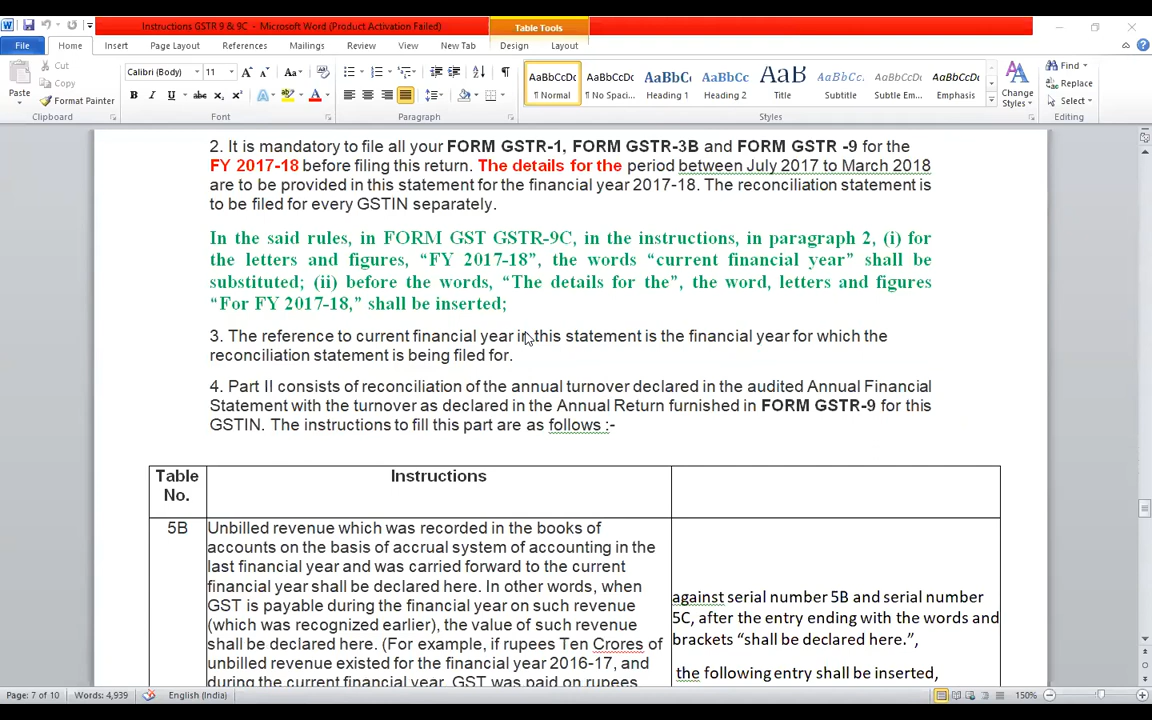 Instructions GSTR 9 & 9C - Microsoft Word (Product Activation Failed)
Table Tools
File Home Insert Page Layout References Mailings Review View New Tab Design Layout
Paste
Cut
Copy
Format Painter
Clipboard
Calibri (Body) 11
Font
Paragraph
AaBbCcDc AaBbCcDc AaBbC AaBbCc AaB AaBbCc. AaBbCcDc AaBbCcDc
¶ Normal ¶ No Spaci... Heading 1 Heading 2 Title Subtitle Subtle Em... Emphasis
Styles
Change Styles
Find
Replace
Select
Editing
2. It is mandatory to file all your FORM GSTR-1, FORM GSTR-3B and FORM GSTR -9 for the
FY 2017-18 before filing this return. The details for the period between July 2017 to March 2018
are to be provided in this statement for the financial year 2017-18. The reconciliation statement is
to be filed for every GSTIN separately.
In the said rules, in FORM GST GSTR-9C, in the instructions, in paragraph 2, (i) for
the letters and figures, “FY 2017-18”, the words “current financial year” shall be
substituted; (ii) before the words, “The details for the”, the word, letters and figures
“For FY 2017-18,” shall be inserted;
3. The reference to current financial year in this statement is the financial year for which the
reconciliation statement is being filed for.
4. Part II consists of reconciliation of the annual turnover declared in the audited Annual Financial
Statement with the turnover as declared in the Annual Return furnished in FORM GSTR-9 for this
GSTIN. The instructions to fill this part are as follows :-
Table No.
Instructions
5B
Unbilled revenue which was recorded in the books of
accounts on the basis of accrual system of accounting in the
last financial year and was carried forward to the current
financial year shall be declared here. In other words, when
GST is payable during the financial year on such revenue
(which was recognized earlier), the value of such revenue
shall be declared here. (For example, if rupees Ten Crores of
unbilled revenue existed for the financial year 2016-17, and
during the current financial year, GST was paid on rupees
against serial number 5B and serial number
5C, after the entry ending with the words and
brackets “shall be declared here.”,
the following entry shall be inserted,
Page: 7 of 10 Words: 4,939 English (India) 150%